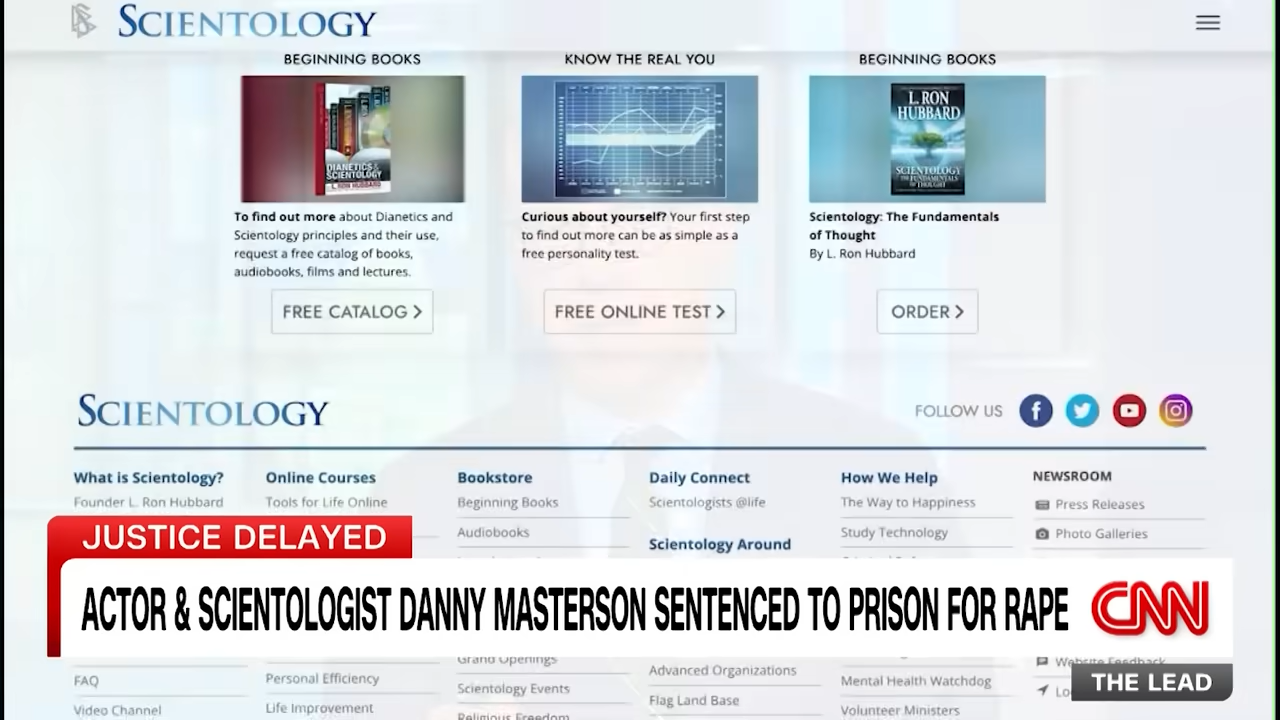 SCIENTOLOGY
BEGINNING BOOKS
KNOW THE REAL YOU
BEGINNING BOOKS
DIANETICS &
SCIENTOLOGY
L. RON HUBBARD
L. RON
HUBBARD
SCIENTOLOGY
THE FUNDAMENTALS
OF THOUGHT
To find out more about Dianetics and
Scientology principles and their use,
request a free catalog of books,
audiobooks, films and lectures.
Curious about yourself? Your first step
to find out more can be as simple as a
free personality test.
Scientology: The Fundamentals
of Thought
By L. Ron Hubbard
FREE CATALOG >
FREE ONLINE TEST >
ORDER >
SCIENTOLOGY
FOLLOW US
What is Scientology?
Founder L. Ron Hubbard
Online Courses
Tools for Life Online
Bookstore
Beginning Books
Audiobooks
Daily Connect
Scientologists @life
Scientology Around
How We Help
The Way to Happiness
Study Technology
NEWSROOM
Press Releases
Photo Galleries
JUSTICE DELAYED
ACTOR & SCIENTOLOGIST DANNY MASTERSON SENTENCED TO PRISON FOR RAPE
CNN
THE LEAD
FAQ
Video Channel
Personal Efficiency
Life Improvement
Grand Openings
Scientology Events
Religious Freedom
Advanced Organizations
Flag Land Base
Mental Health Watchdog
Volunteer Ministers
Website Feedback